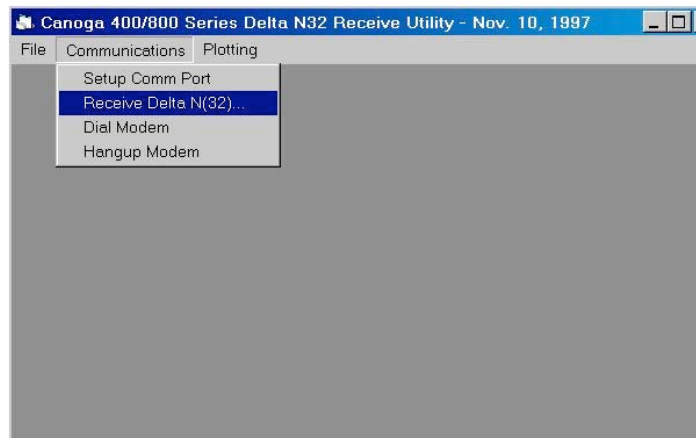 Canoga 400/800 Series Delta N32 Receive Utility - Nov. 10, 1997
File Communications Plotting
Setup Comm Port
Receive Delta N(32)...
Dial Modem
Hangup Modem